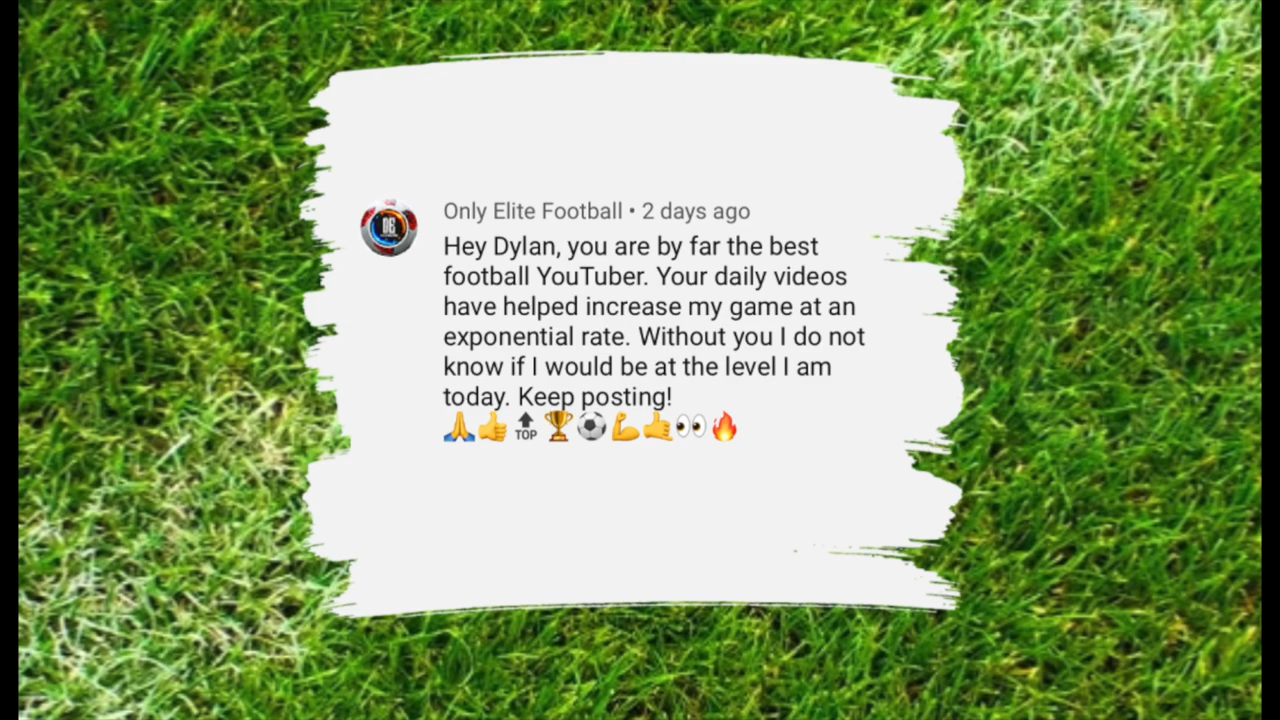 Only Elite Football • 2 days ago
Hey Dylan, you are by far the best
football YouTuber. Your daily videos
have helped increase my game at an
exponential rate. Without you I do not
know if I would be at the level I am
today. Keep posting!
🙏👍🔝🏆⚽💪🤙👀🔥